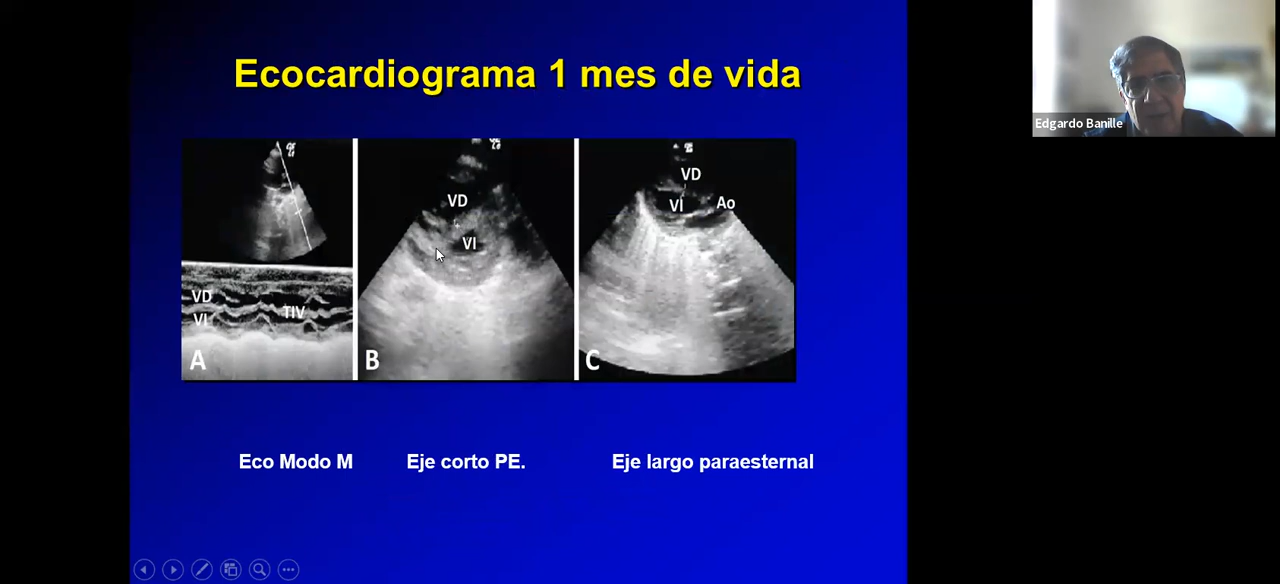 Ecocardiograma 1 mes de vida
Edgardo Banille
VD
VI
TIV
A
VD
VI
B
VD
VI
Ao
C
Eco Modo M
Eje corto PE.
Eje largo paraesternal